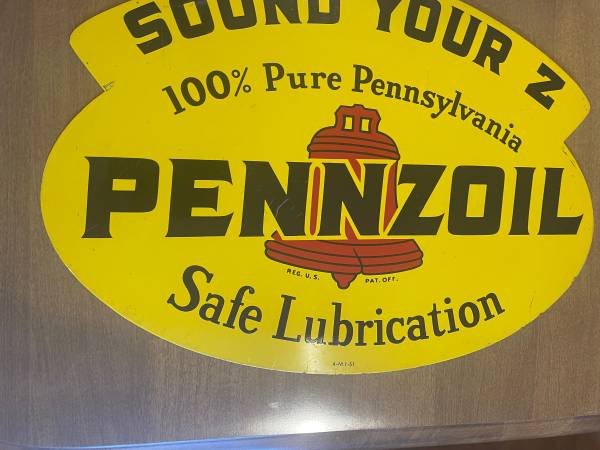 SOUND YOUR Z
100% Pure Pennsylvania
PENNZOIL
REG. U.S. PAT. OFF.
Safe Lubrication